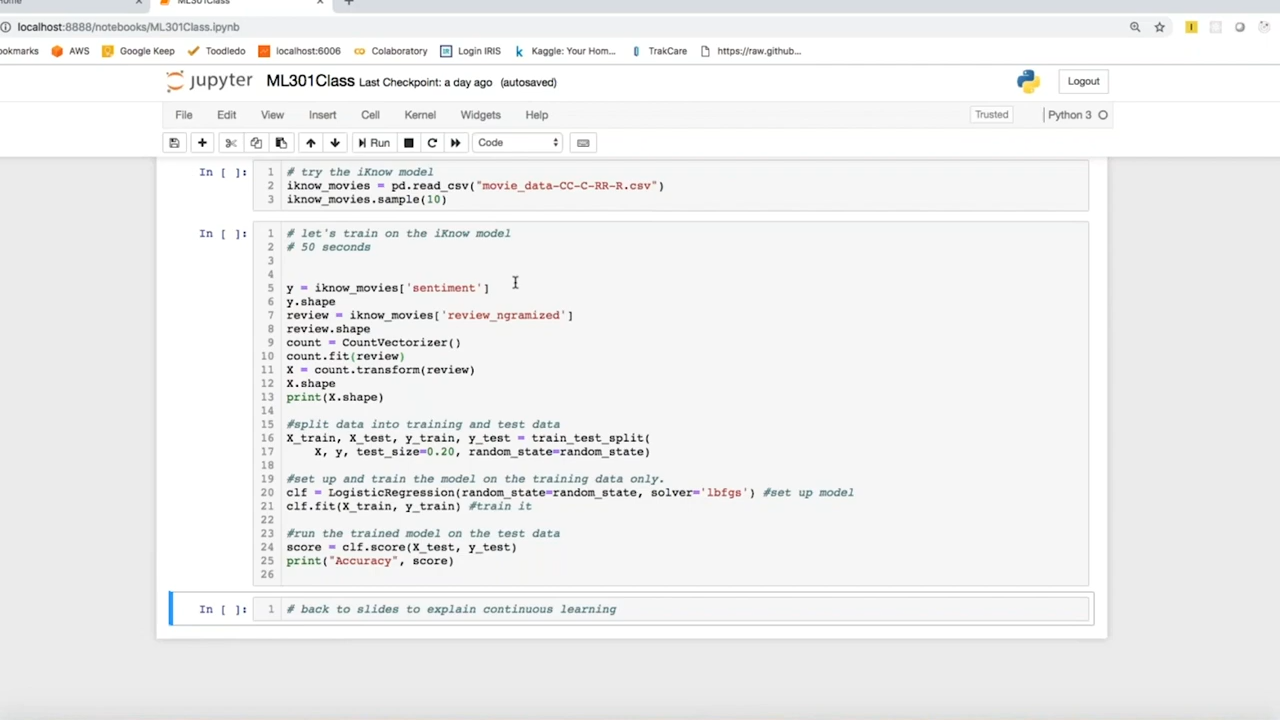 Home
ML301Class
localhost:8888/notebooks/ML301Class.ipynb
ookmarks AWS Google Keep Toodledo localhost:6006 Colaboratory Login IRIS Kaggle: Your Hom... TrakCare https://raw.github...
jupyter ML301Class Last Checkpoint: a day ago (autosaved) Logout
File Edit View Insert Cell Kernel Widgets Help Trusted Python 3
Run Code
In [ ]: 1 # try the iKnow model
2 iknow_movies = pd.read_csv("movie_data-CC-C-RR-R.csv")
3 iknow_movies.sample(10)
In [ ]: 1 # let's train on the iKnow model
2 # 50 seconds
3
4
5 y = iknow_movies['sentiment']
6 y.shape
7 review = iknow_movies['review_ngramized']
8 review.shape
9 count = CountVectorizer()
10 count.fit(review)
11 X = count.transform(review)
12 X.shape
13 print(X.shape)
14
15 #split data into training and test data
16 X_train, X_test, y_train, y_test = train_test_split(
17 X, y, test_size=0.20, random_state=random_state)
18
19 #set up and train the model on the training data only.
20 clf = LogisticRegression(random_state=random_state, solver='lbfgs') #set up model
21 clf.fit(X_train, y_train) #train it
22
23 #run the trained model on the test data
24 score = clf.score(X_test, y_test)
25 print("Accuracy", score)
26
In [ ]: 1 # back to slides to explain continuous learning